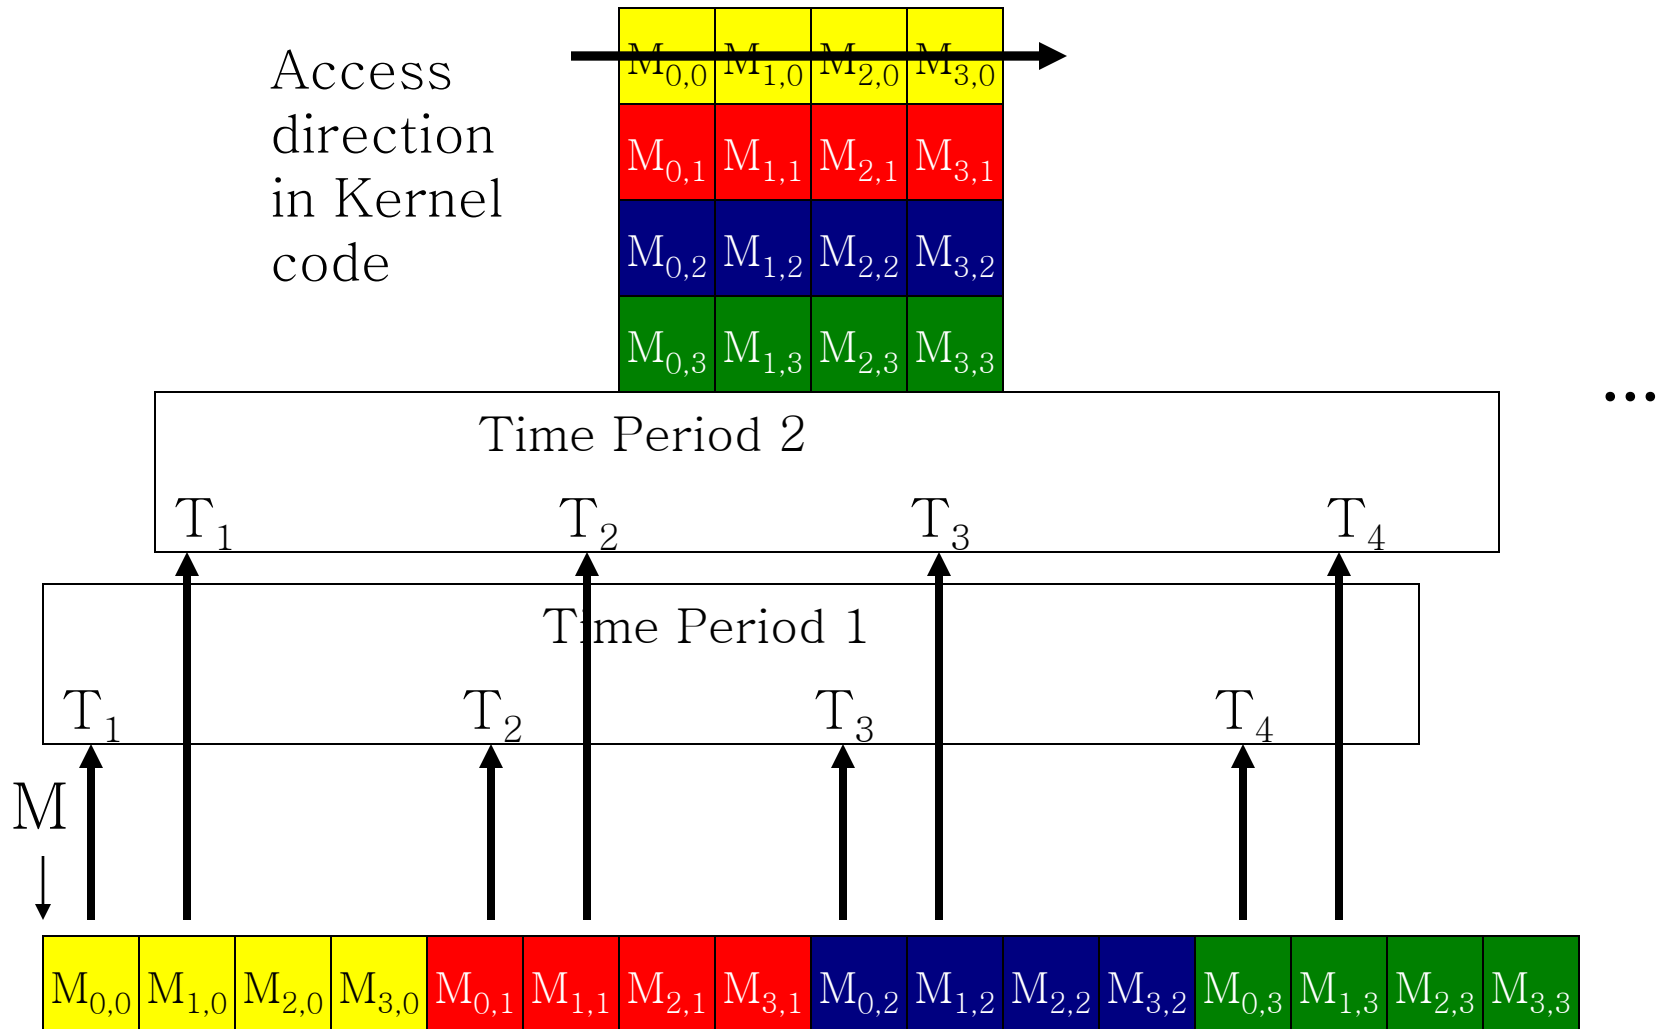 M0,0 M1,0 M2,0 M3,0
Access
direction
in Kernel
code
M0,1 M1,1 M2,1 M3,1
M0,2 M1,2 M2,2 M3,2
M0,3 M1,3 M2,3 M3,3
...
Time Period 2
T1 T2 T3 T4
Time Period 1
T1 T2 T3 T4
M
M0,0 M1,0 M2,0 M3,0 M0,1 M1,1 M2,1 M3,1 M0,2 M1,2 M2,2 M3,2 M0,3 M1,3 M2,3 M3,3